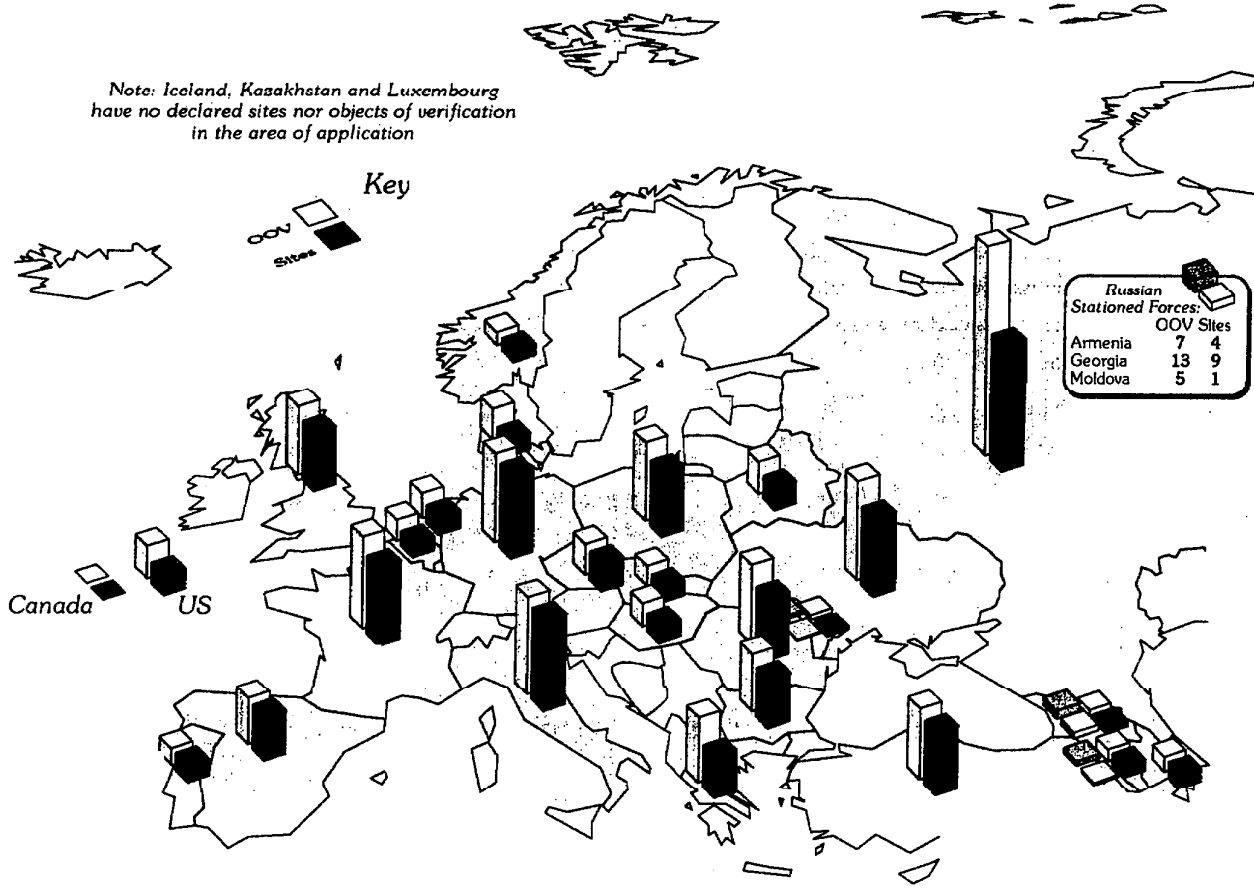 Note: Iceland, Kazakhstan and Luxembourg
have no declared sites nor objects of verification
in the area of application
Key
OOV
Sites
Russian
Stationed Forces:
OOV Sites
Armenia 7 4
Georgia 13 9
Moldova 5 1
Canada
US